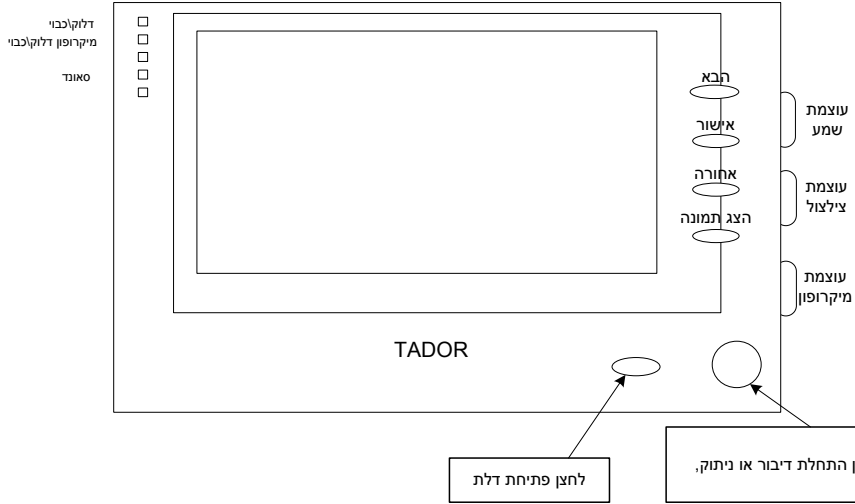 דלוק\כבוי
מיקרופון דלוק\כבוי
סאונד
הבא
אישור
אחורה
הצג תמונה
עוצמת
שמע
עוצמת
צילצול
עוצמת
מיקרופון
TADOR
לחצן פתיחת דלת
ן התחלת דיבור או ניתוק,